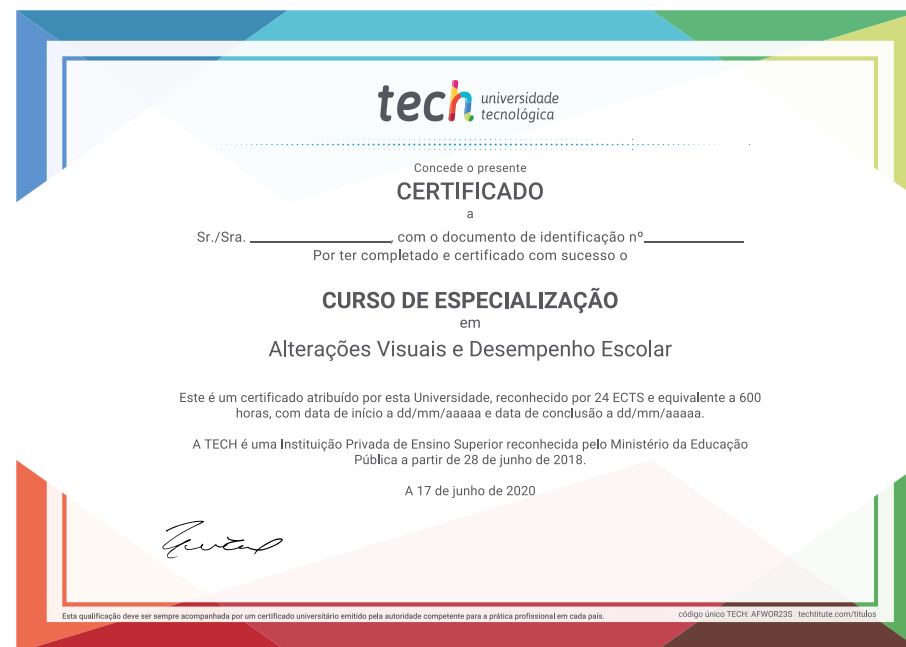 tech universidade
tecnológica
Concede o presente
CERTIFICADO
a
Sr./Sra. ________________, com o documento de identificação nº____________
Por ter completado e certificado com sucesso o
CURSO DE ESPECIALIZAÇÃO
em
Alterações Visuais e Desempenho Escolar
Este é um certificado atribuído por esta Universidade, reconhecido por 24 ECTS e equivalente a 600
horas, com data de início a dd/mm/aaaaa e data de conclusão a dd/mm/aaaaa.
A TECH é uma Instituição Privada de Ensino Superior reconhecida pelo Ministério da Educação
Pública a partir de 28 de junho de 2018.
A 17 de junho de 2020
Esta qualificação deve ser sempre acompanhada por um certificado universitário emitido pela autoridade competente para a prática profissional em cada país.
código único TECH: AFWOR23S techtitute.com/titulos